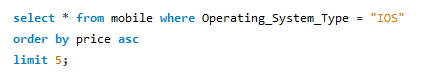 select * from mobile where Operating_System_Type = "IOS"
order by price asc
limit 5;